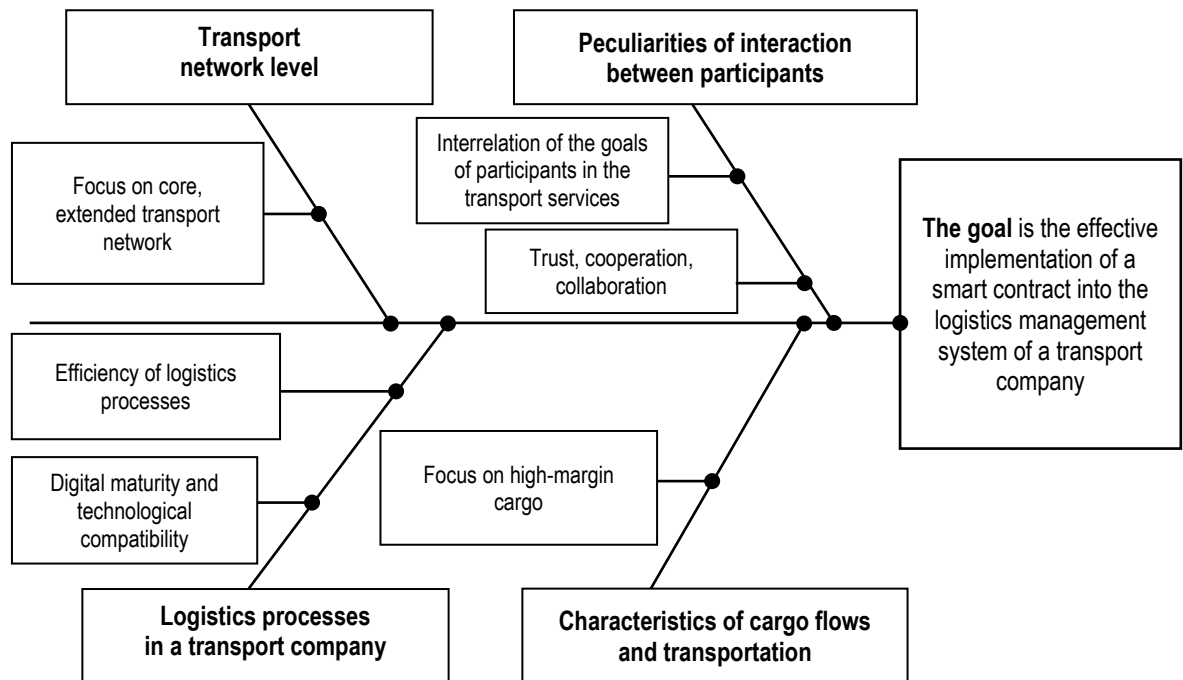 Transport
network level
Peculiarities of interaction
between participants
Interrelation of the goals
of participants in the
transport services
Focus on core,
extended transport
network
Trust, cooperation,
collaboration
The goal is the effective
implementation of a
smart contract into the
logistics management
system of a transport
company
Efficiency of logistics
processes
Focus on high-margin
cargo
Digital maturity and
technological
compatibility
Logistics processes
in a transport company
Characteristics of cargo flows
and transportation